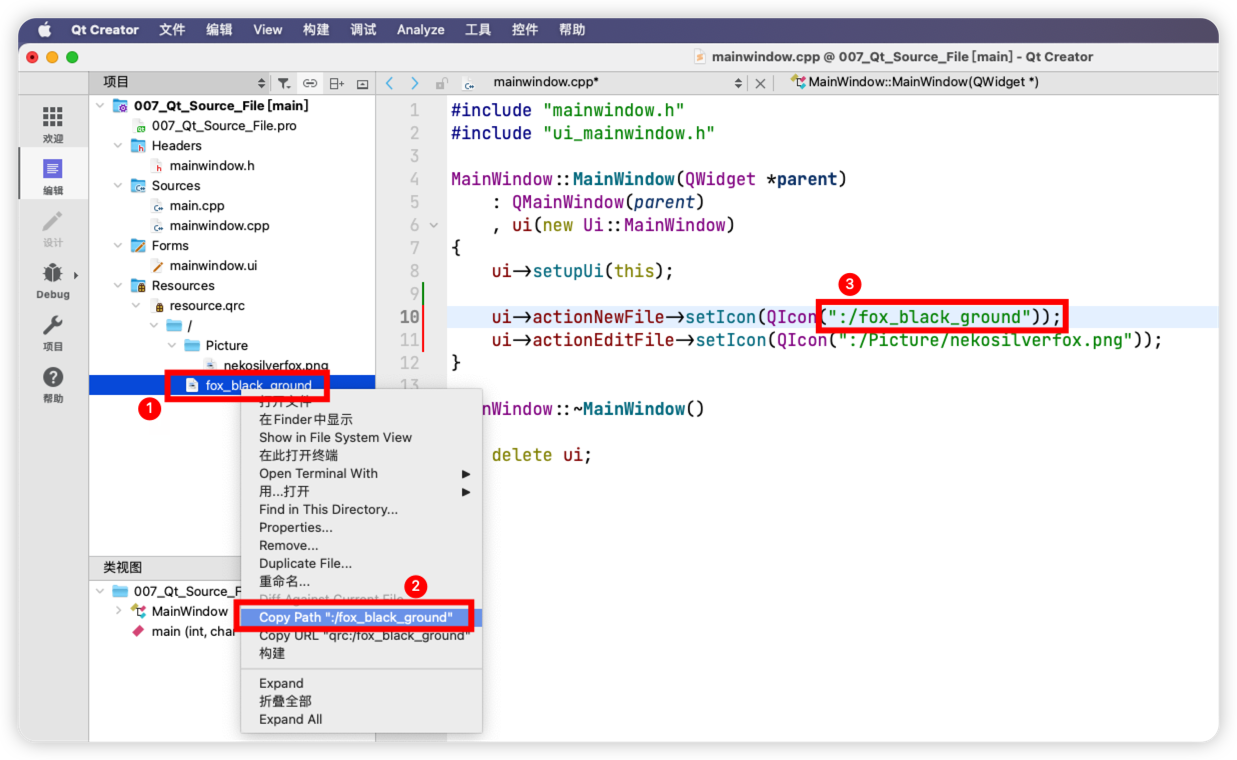 Qt Creator 文件 编辑 View 构建 调试 Analyze 工具 控件 帮助
mainwindow.cpp @ 007_Qt_Source_File [main] - Qt Creator
项目
mainwindow.cpp*
MainWindow::MainWindow(QWidget *)
欢迎
编辑
设计
Debug
项目
帮助
007_Qt_Source_File [main]
007_Qt_Source_File.pro
Headers
mainwindow.h
Sources
main.cpp
mainwindow.cpp
Forms
mainwindow.ui
Resources
resource.qrc
/
Picture
nekosilverfox.png
fox_black_ground
1
打开文件
在Finder中显示
Show in File System View
在此打开终端
Open Terminal With
用...打开
Find in This Directory...
Properties...
Remove...
Duplicate File...
重命名...
2
Diff Against Current File
Copy Path ":/fox_black_ground"
Copy URL "qrc:/fox_black_ground"
构建
Expand
折叠全部
Expand All
类视图
007_Qt_Source_F
MainWindow
main (int, char
1 #include "mainwindow.h"
2 #include "ui_mainwindow.h"
3
4 MainWindow::MainWindow(QWidget *parent)
5 : QMainWindow(parent)
6 , ui(new Ui::MainWindow)
7 {
8 ui->setupUi(this);
3
9
10 ui->actionNewFile->setIcon(QIcon(":/fox_black_ground"));
11 ui->actionEditFile->setIcon(QIcon(":/Picture/nekosilverfox.png"));
12 }
13
nWindow::~MainWindow()
delete ui;